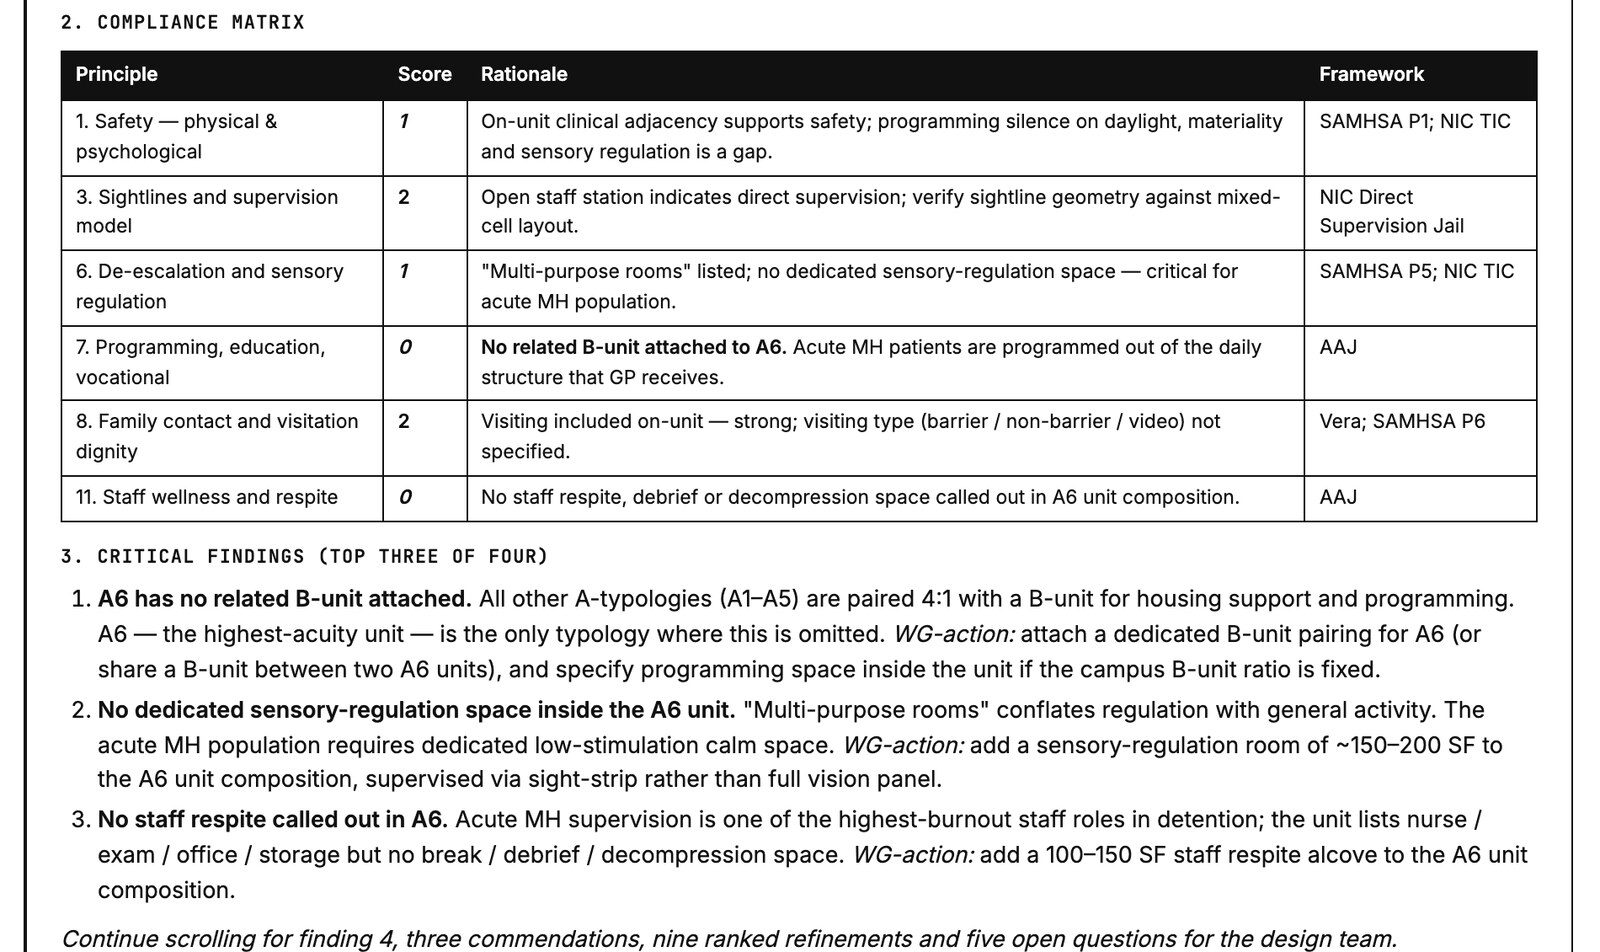 2. COMPLIANCE MATRIX
Principle Score Rationale Framework
1. Safety — physical & psychological 1 On-unit clinical adjacency supports safety; programming silence on daylight, materiality and sensory regulation is a gap. SAMHSA P1; NIC TIC
3. Sightlines and supervision model 2 Open staff station indicates direct supervision; verify sightline geometry against mixed-cell layout. NIC Direct Supervision Jail
6. De-escalation and sensory regulation 1 "Multi-purpose rooms" listed; no dedicated sensory-regulation space — critical for acute MH population. SAMHSA P5; NIC TIC
7. Programming, education, vocational 0 No related B-unit attached to A6. Acute MH patients are programmed out of the daily structure that GP receives. AAJ
8. Family contact and visitation dignity 2 Visiting included on-unit — strong; visiting type (barrier / non-barrier / video) not specified. Vera; SAMHSA P6
11. Staff wellness and respite 0 No staff respite, debrief or decompression space called out in A6 unit composition. AAJ
3. CRITICAL FINDINGS (TOP THREE OF FOUR)
1. A6 has no related B-unit attached. All other A-typologies (A1–A5) are paired 4:1 with a B-unit for housing support and programming.
A6 — the highest-acuity unit — is the only typology where this is omitted. WG-action: attach a dedicated B-unit pairing for A6 (or
share a B-unit between two A6 units), and specify programming space inside the unit if the campus B-unit ratio is fixed.
2. No dedicated sensory-regulation space inside the A6 unit. "Multi-purpose rooms" conflates regulation with general activity. The
acute MH population requires dedicated low-stimulation calm space. WG-action: add a sensory-regulation room of ~150–200 SF to
the A6 unit composition, supervised via sight-strip rather than full vision panel.
3. No staff respite called out in A6. Acute MH supervision is one of the highest-burnout staff roles in detention; the unit lists nurse /
exam / office / storage but no break / debrief / decompression space. WG-action: add a 100–150 SF staff respite alcove to the A6 unit
composition.
Continue scrolling for finding 4, three commendations, nine ranked refinements and five open questions for the design team.